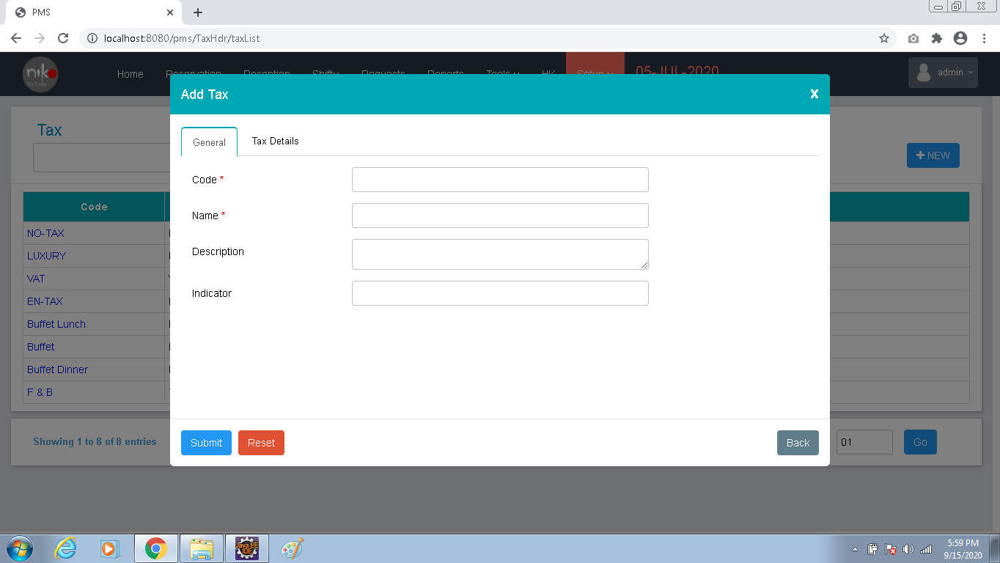 PMS
localhost:8080/pms/TaxHdr/taxList
nik
Home Reservation Reception Shifty Requests Reports Tools HK Setup 05-JUL-2020 admin
Add Tax X
Tax
General Tax Details
NEW
Code *
Code
Name *
NO-TAX
Description
LUXURY
VAT
Indicator
EN-TAX
Buffet Lunch
Buffet
Buffet Dinner
F & B
Showing 1 to 8 of 8 entries
Submit Reset Back
01 Go
Java EE
IDE
5:59 PM
9/15/2020